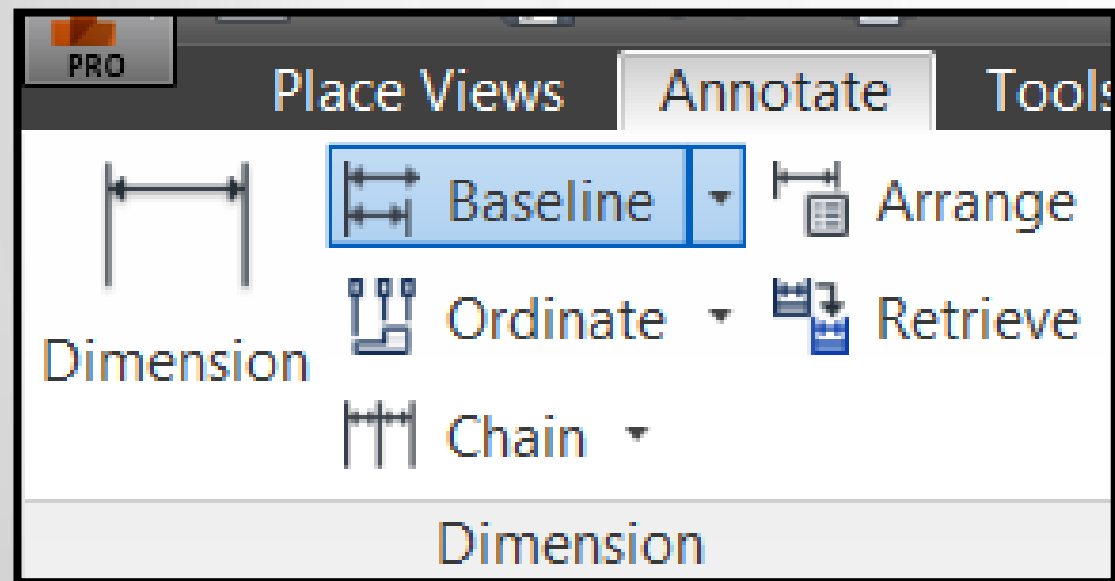 PRO
Place Views Annotate Tools
Baseline Arrange
Ordinate Retrieve
Dimension
Chain
Dimension